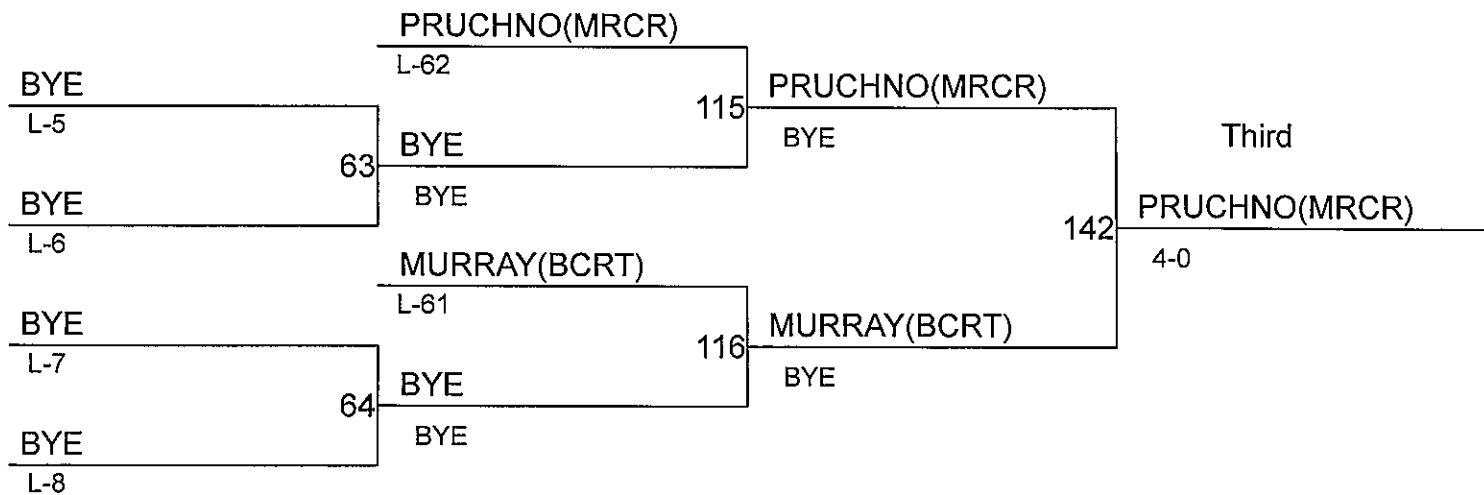 PRUCHNO(MRCR)
L-62
BYE
L-5
115
PRUCHNO(MRCR)
BYE
Third
63
BYE
BYE
BYE
L-6
142
PRUCHNO(MRCR)
4-0
MURRAY(BCRT)
L-61
BYE
L-7
116
MURRAY(BCRT)
BYE
64
BYE
BYE
BYE
L-8